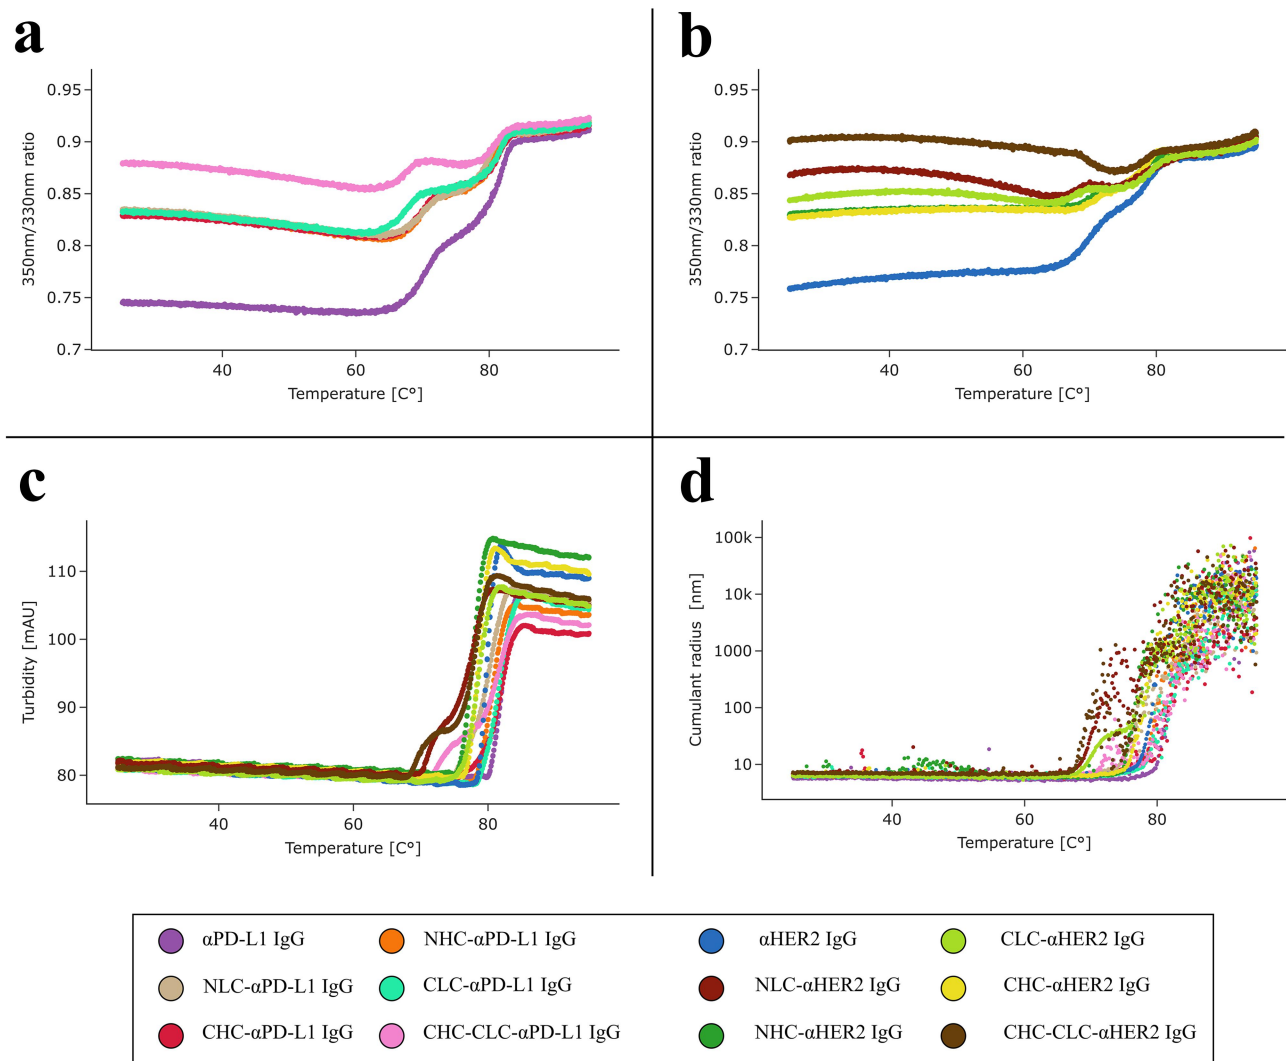 a
0.95
0.9
0.85
0.8
0.75
0.7
350nm/330nm ratio
40
60
80
Temperature [C°]
b
0.95
0.9
0.85
0.8
0.75
0.7
350nm/330nm ratio
40
60
80
Temperature [C°]
c
110
100
90
80
Turbidity [mAU]
40
60
80
Temperature [C°]
d
100k
10k
1000
100
10
Cumulant radius [nm]
40
60
80
Temperature [C°]
αPD-L1 IgG
NHC-αPD-L1 IgG
αHER2 IgG
CLC-αHER2 IgG
NLC-αPD-L1 IgG
CLC-αPD-L1 IgG
NLC-αHER2 IgG
CHC-αHER2 IgG
CHC-αPD-L1 IgG
CHC-CLC-αPD-L1 IgG
NHC-αHER2 IgG
CHC-CLC-αHER2 IgG